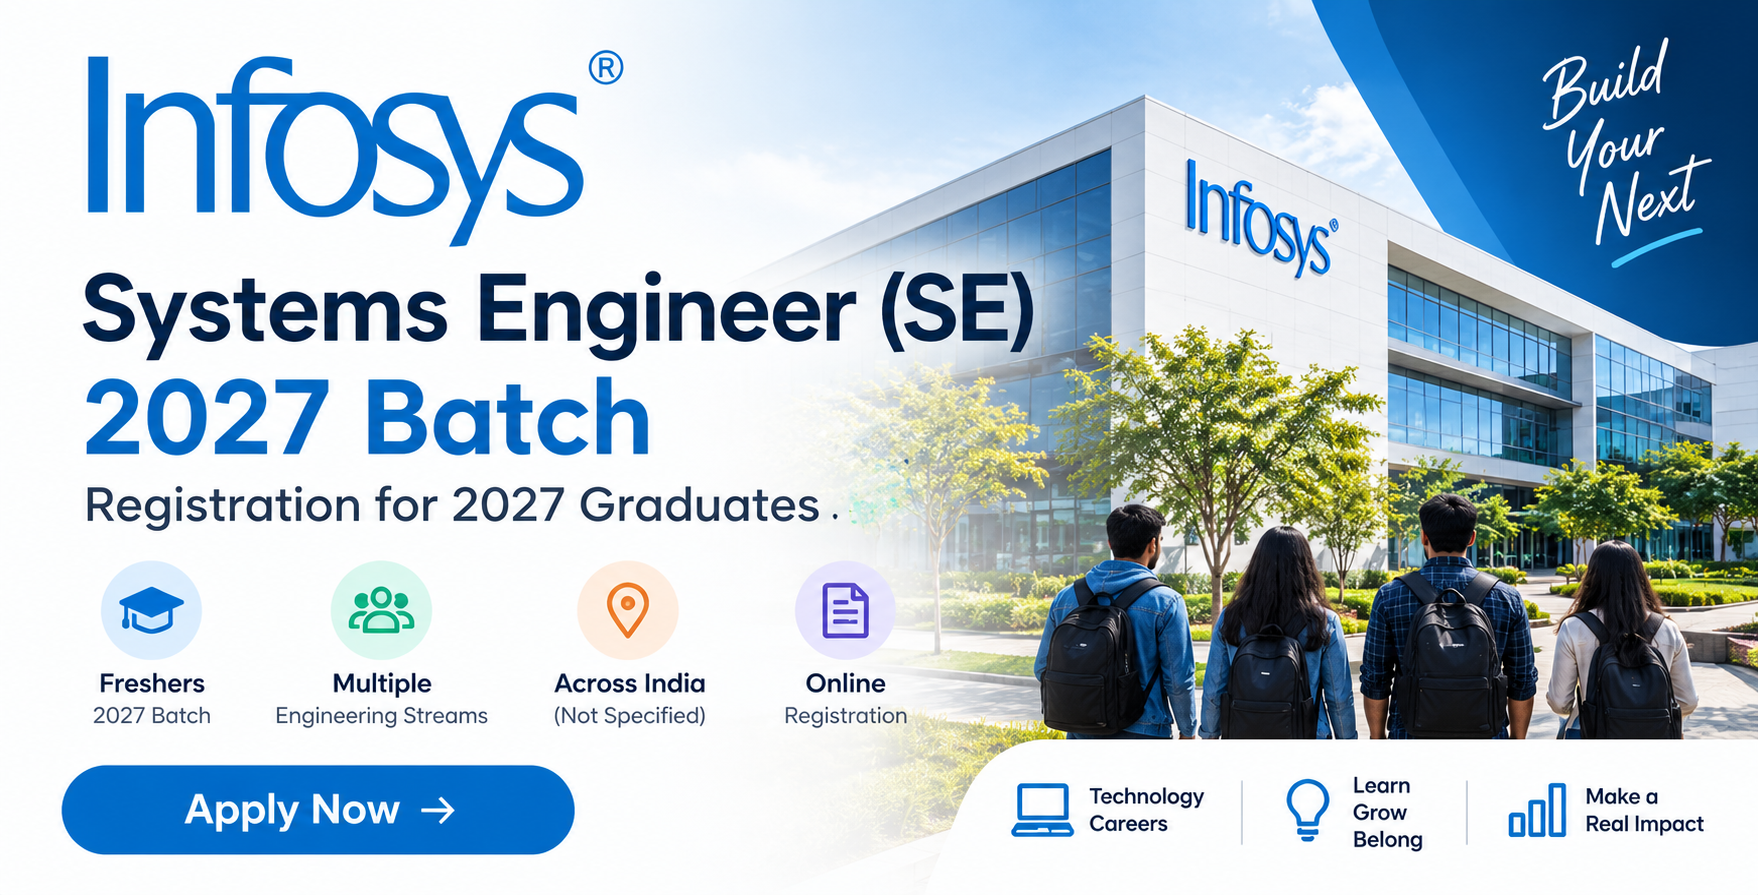 Infosys®
Systems Engineer (SE)
2027 Batch
Registration for 2027 Graduates .
Freshers
2027 Batch
Multiple
Engineering Streams
Across India
(Not Specified)
Online
Registration
Apply Now →
Infosys®
Build
Your
Next
Technology
Careers
Learn
Grow
Belong
Make a
Real Impact